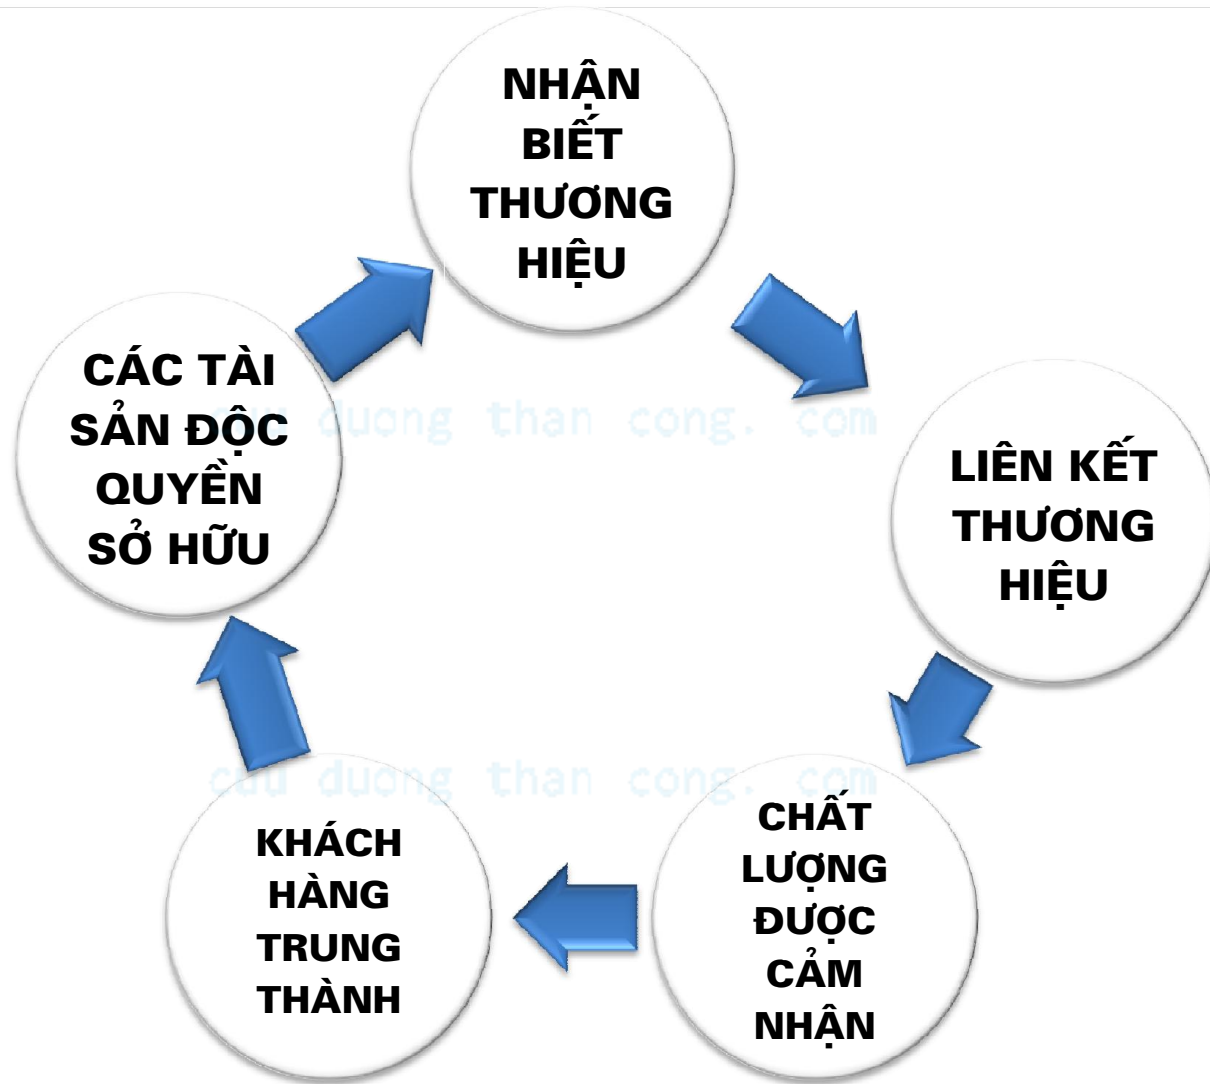 NHẬN
BIẾT
THƯƠNG
HIỆU
LIÊN KẾT
THƯƠNG
HIỆU
CHẤT
LƯỢNG
ĐƯỢC
CẢM
NHẬN
KHÁCH
HÀNG
TRUNG
THÀNH
CÁC TÀI
SẢN ĐỘC
QUYỀN
SỞ HỮU
cuu duong than cong. com
cuu duong than cong. com